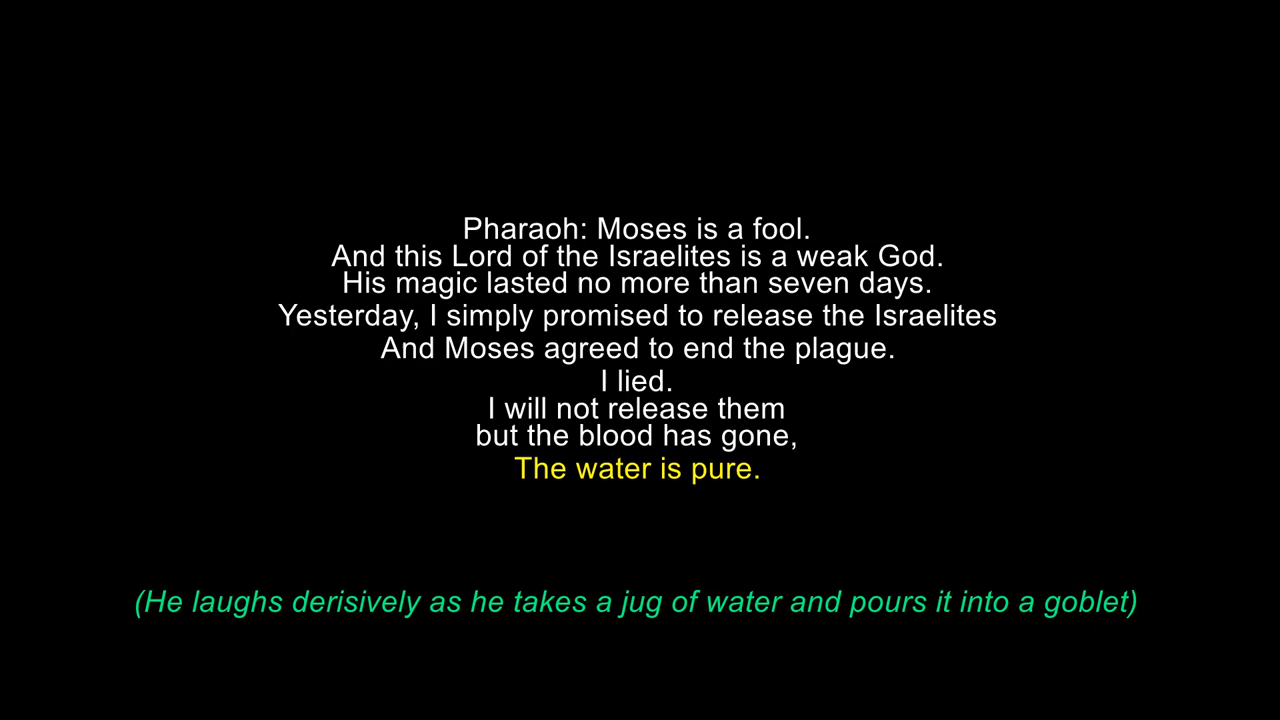 Pharaoh: Moses is a fool.
And this Lord of the Israelites is a weak God.
His magic lasted no more than seven days.
Yesterday, I simply promised to release the Israelites
And Moses agreed to end the plague.
I lied.
I will not release them
but the blood has gone,
The water is pure.
(He laughs derisively as he takes a jug of water and pours it into a goblet)